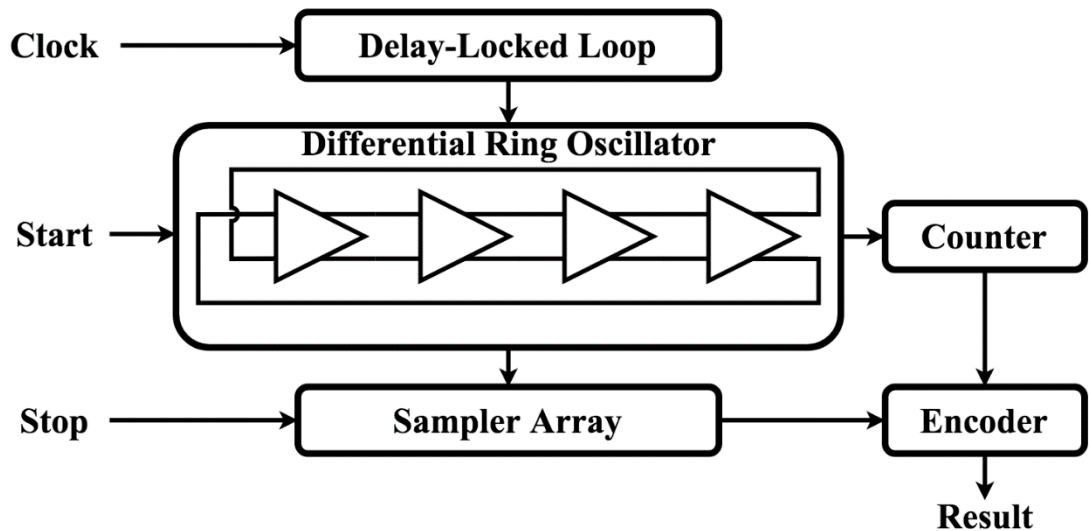 Clock
Delay-Locked Loop
Differential Ring Oscillator
Start
Counter
Stop
Sampler Array
Encoder
Result